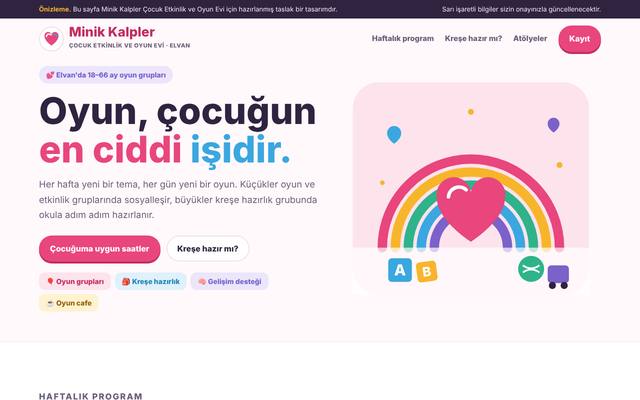 Önizleme. Bu sayfa Minik Kalpler Çocuk Etkinlik ve Oyun Evi için hazırlanmış taslak bir tasarımdır.
Sarı işaretli bilgiler sizin onayınızla güncellenecektir.
Minik Kalpler
ÇOCUK ETKİNLİK VE OYUN EVİ · ELVAN
Haftalık program
Kreşe hazır mı?
Atölyeler
Kayıt
Elvan'da 18–66 ay oyun grupları
Oyun, çocuğun
en ciddi işidir.
Her hafta yeni bir tema, her gün yeni bir oyun. Küçükler oyun ve
etkinlik gruplarında sosyalleşir, büyükler kreşe hazırlık grubunda
okula adım adım hazırlanır.
Çocuğuma uygun saatler
Kreşe hazır mı?
Oyun grupları
Kreşe hazırlık
Gelişim desteği
Oyun cafe
A
B
HAFTALIK PROGRAM